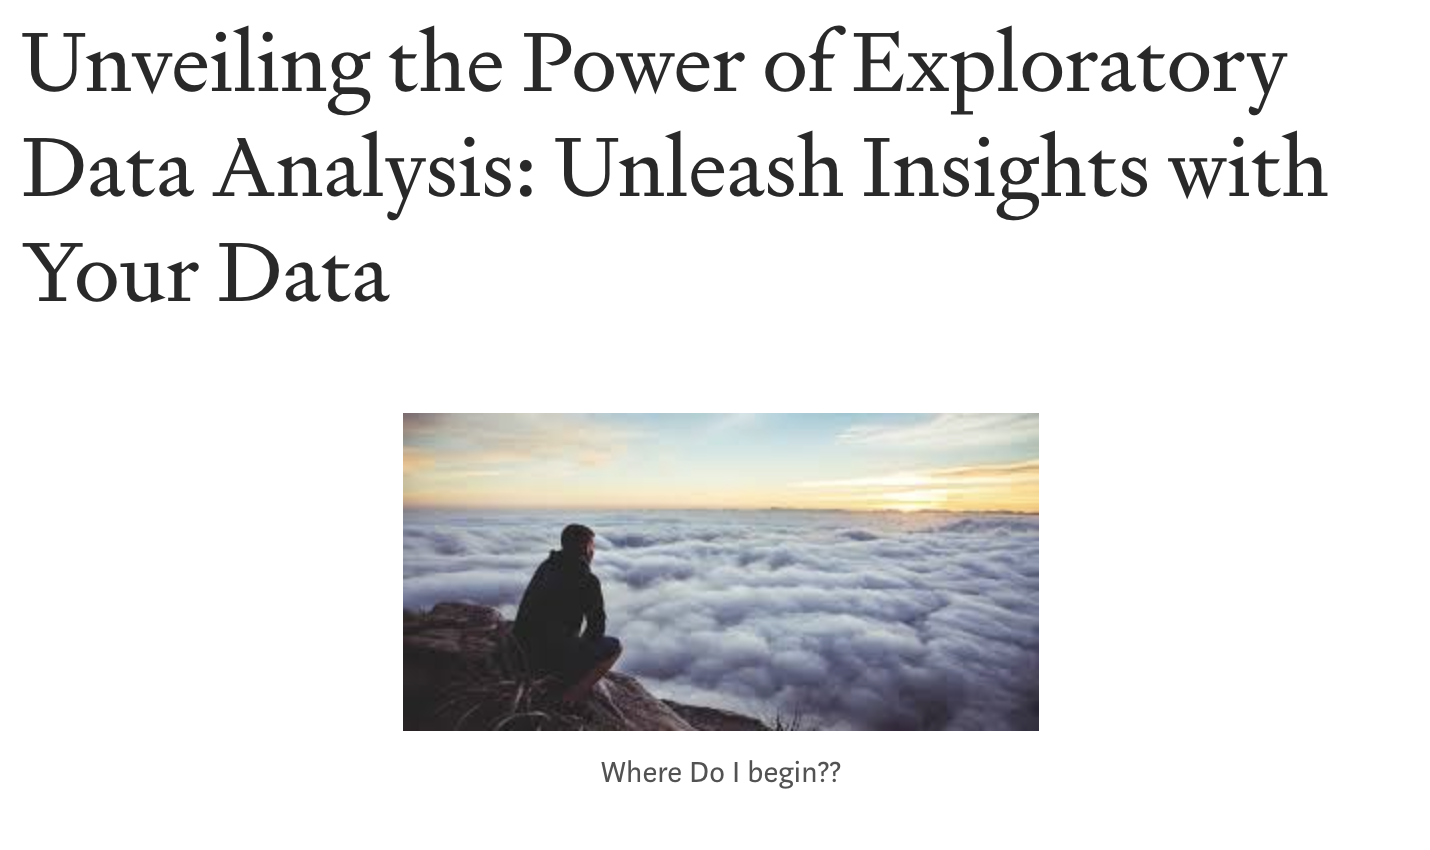 Unveiling the Power of Exploratory
Data Analysis: Unleash Insights with
Your Data
Where Do I begin??